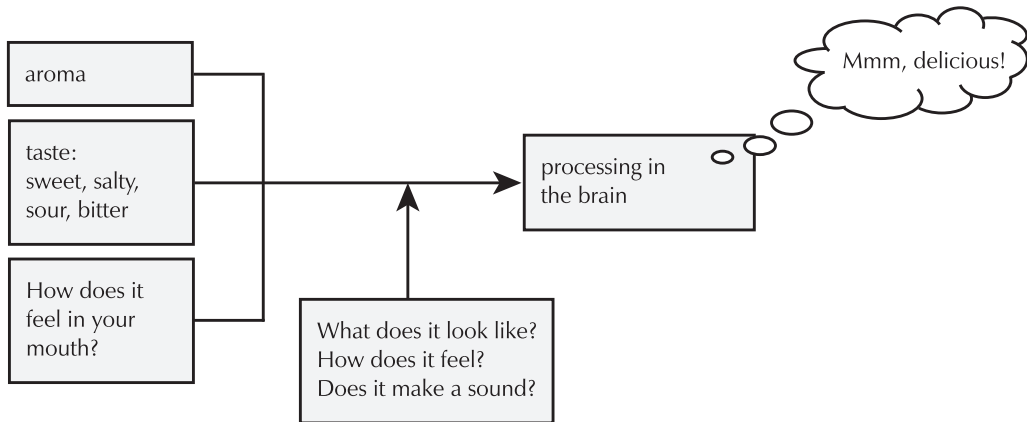 aroma
taste:
sweet, salty,
sour, bitter
How does it
feel in your
mouth?
What does it look like?
How does it feel?
Does it make a sound?
processing in
the brain
Mmm, delicious!